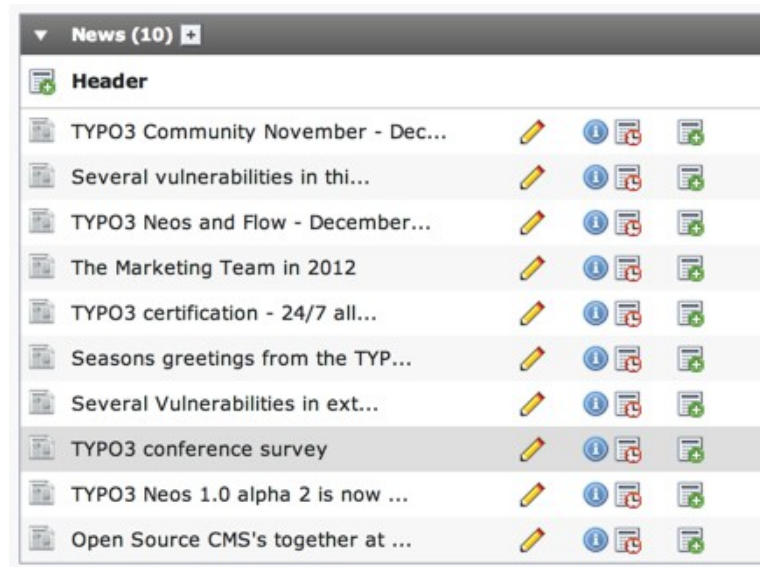 News (10)
Header
TYPO3 Community November - Dec...
Several vulnerabilities in thi...
TYPO3 Neos and Flow - December...
The Marketing Team in 2012
TYPO3 certification - 24/7 all...
Seasons greetings from the TYP...
Several Vulnerabilities in ext...
TYPO3 conference survey
TYPO3 Neos 1.0 alpha 2 is now ...
Open Source CMS's together at ...